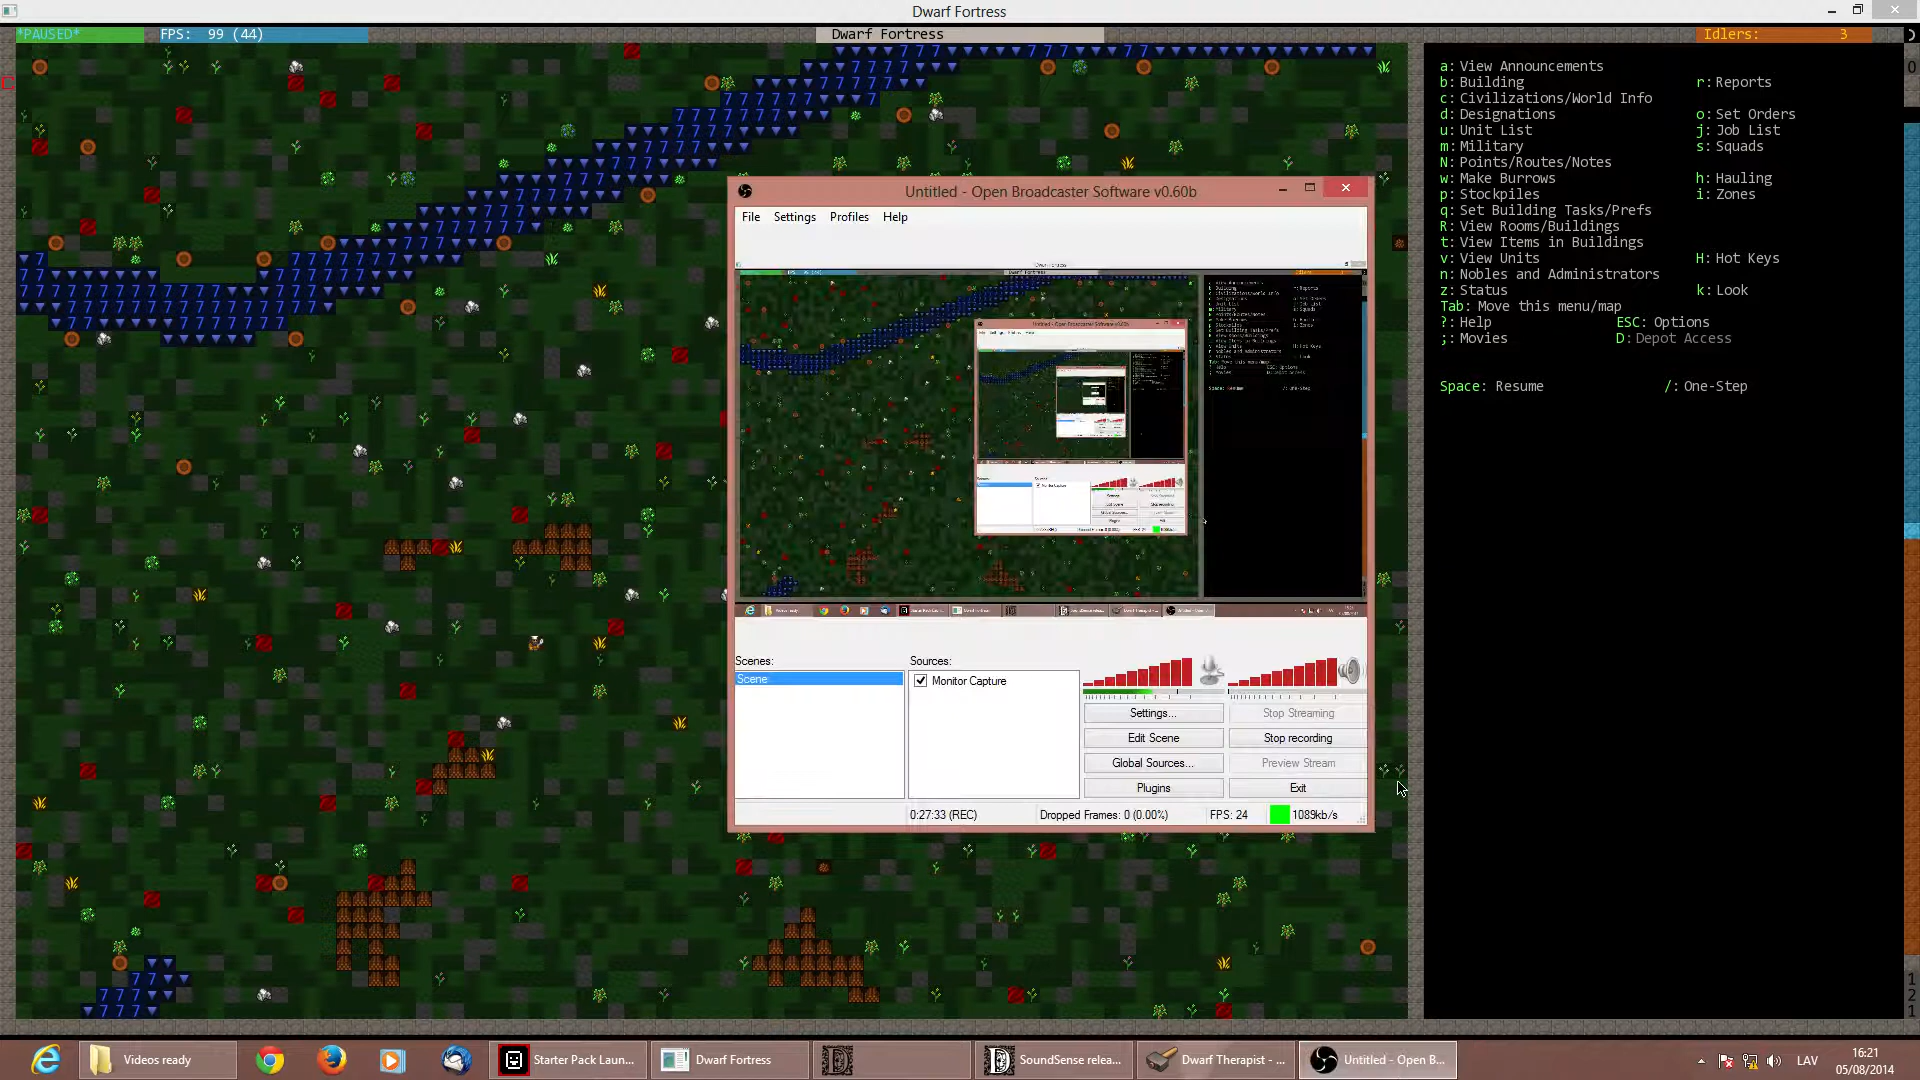 Dwarf Fortress
*PAUSED* FPS: 99 (44) Dwarf Fortress Idlers: 3
a: View Announcements
b: Building r: Reports
c: Civilizations/World Info
d: Designations o: Set Orders
u: Unit List j: Job List
m: Military s: Squads
N: Points/Routes/Notes
w: Make Burrows h: Hauling
p: Stockpiles i: Zones
q: Set Building Tasks/Prefs
R: View Rooms/Buildings
t: View Items in Buildings
v: View Units H: Hot Keys
n: Nobles and Administrators
z: Status k: Look
Tab: Move this menu/map
?: Help ESC: Options
;: Movies D: Depot Access
Space: Resume /: One-Step
Untitled - Open Broadcaster Software v0.60b
File Settings Profiles Help
Scenes: Sources:
Scene
Monitor Capture
Settings... Stop Streaming
Edit Scene Stop recording
Global Sources... Preview Stream
Plugins Exit
0:27:33 (REC) Dropped Frames: 0 (0.00%) FPS: 24 1089kb/s
Videos ready Starter Pack Laun... Dwarf Fortress SoundSense relea... Dwarf Therapist - ... Untitled - Open B... LAV
16:21
05/08/2014